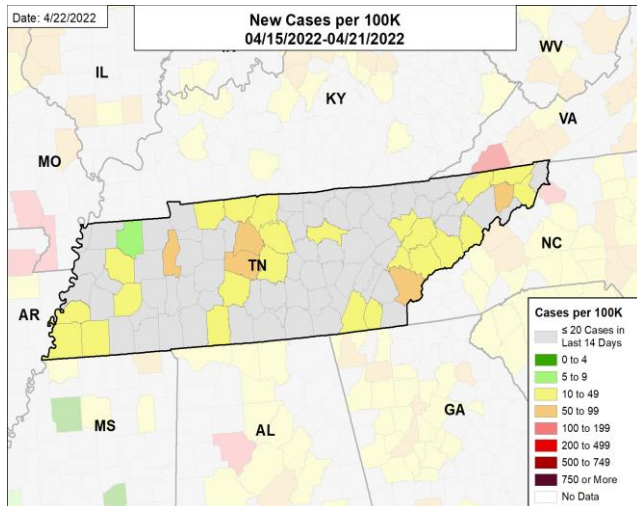 Date: 4/22/2022
New Cases per 100K
04/15/2022-04/21/2022
IL
WV
KY
VA
MO
TN
NC
AR
MS
AL
GA
Cases per 100K
≤ 20 Cases in
Last 14 Days
0 to 4
5 to 9
10 to 49
50 to 99
100 to 199
200 to 499
500 to 749
750 or More
No Data